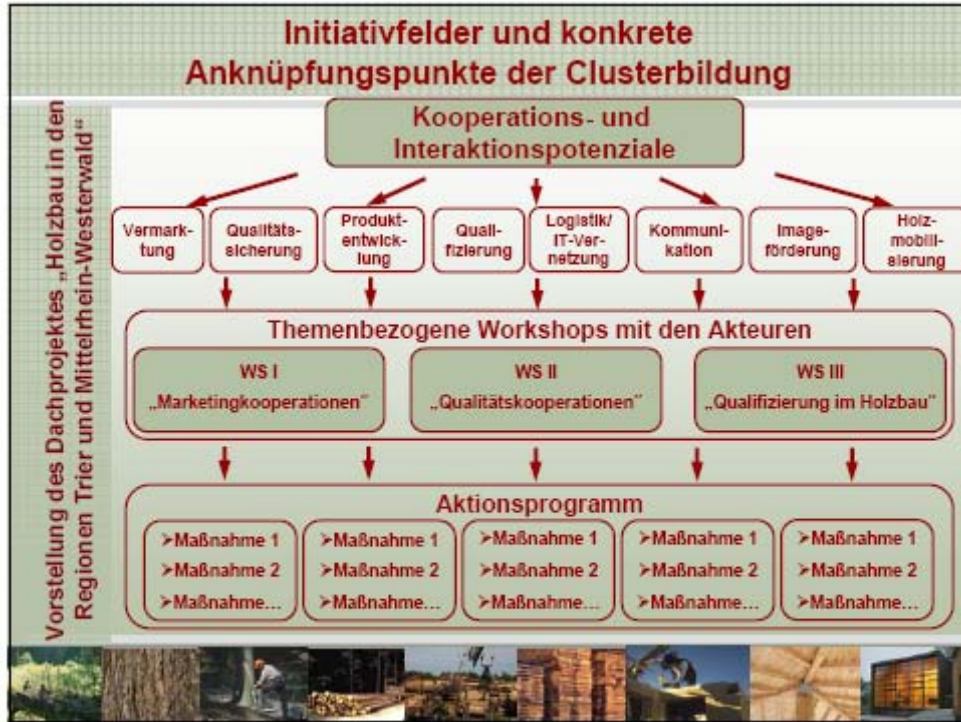 Initiativfelder und konkrete
Anknüpfungspunkte der Clusterbildung
Vorstellung des Dachprojektes „Holzbau in den
Regionen Trier und Mittelrhein-Westerwald“
Kooperations- und
Interaktionspotenziale
Vermark-
tung
Qualitäts-
sicherung
Produkt-
entwick-
lung
Quali-
fizierung
Logistik/
IT-Ver-
netzung
Kommuni-
kation
Image-
förderung
Holz-
mobili-
sierung
Themenbezogene Workshops mit den Akteuren
WS I
„Marketingkooperationen“
WS II
„Qualitätskooperationen“
WS III
„Qualifizierung im Holzbau“
Aktionsprogramm
➢Maßnahme 1
➢Maßnahme 2
➢Maßnahme...
➢Maßnahme 1
➢Maßnahme 2
➢Maßnahme...
➢Maßnahme 1
➢Maßnahme 2
➢Maßnahme...
➢Maßnahme 1
➢Maßnahme 2
➢Maßnahme...
➢Maßnahme 1
➢Maßnahme 2
➢Maßnahme...